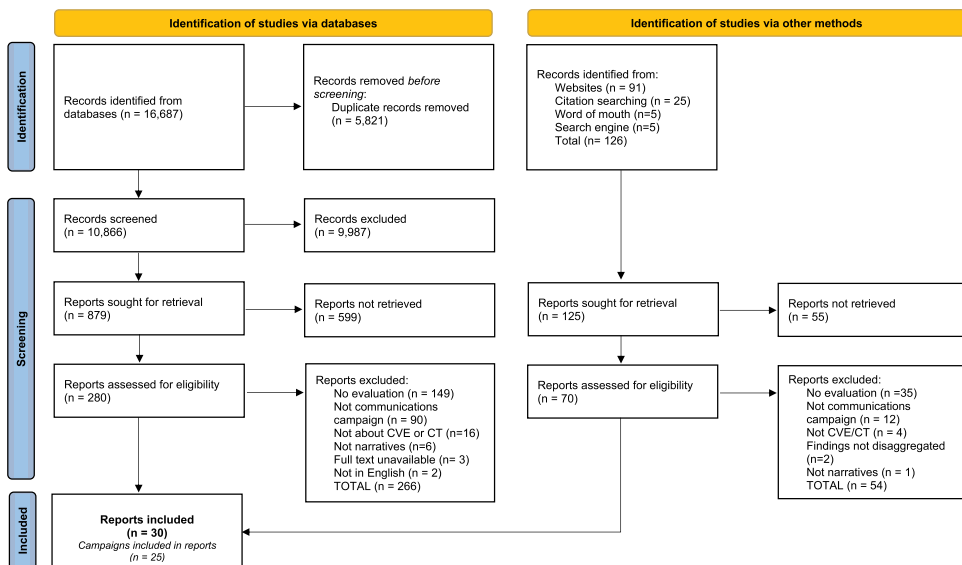 Identification of studies via databases
Identification of studies via other methods
Identification
Records identified from
databases (n = 16,687)
Records removed before
screening:
Duplicate records removed
(n = 5,821)
Records identified from:
Websites (n = 91)
Citation searching (n = 25)
Word of mouth (n=5)
Search engine (n=5)
Total (n= 126)
Screening
Records screened
(n = 10,866)
Records excluded
(n = 9,987)
Reports sought for retrieval
(n = 879)
Reports not retrieved
(n = 599)
Reports sought for retrieval
(n = 125)
Reports not retrieved
(n = 55)
Reports assessed for eligibility
(n = 280)
Reports excluded:
No evaluation (n = 149)
Not communications
campaign (n = 90)
Not about CVE or CT (n=16)
Not narratives (n=6)
Full text unavailable (n= 3)
Not in English (n = 2)
TOTAL (n = 266)
Reports assessed for eligibility
(n = 70)
Reports excluded:
No evaluation (n =35)
Not communications
campaign (n = 12)
Not CVE/CT (n = 4)
Findings not disaggregated
(n=2)
Not narratives (n = 1)
TOTAL (n = 54)
Included
Reports included
(n = 30)
Campaigns included in reports
(n = 25)